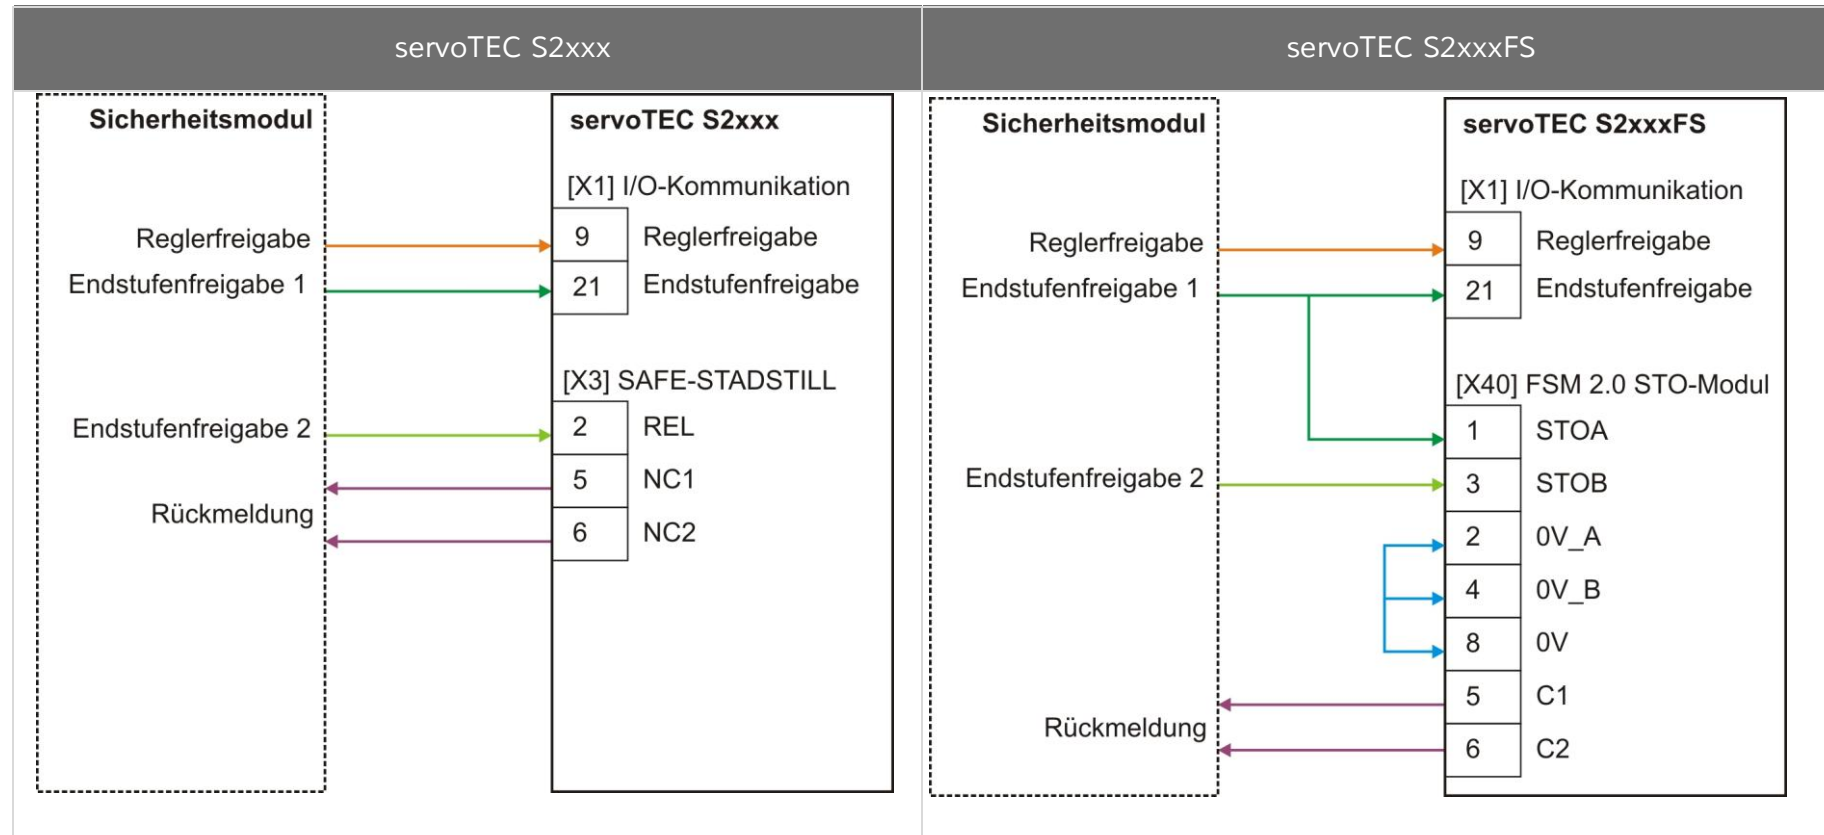 servoTEC S2xxx
Sicherheitsmodul
servoTEC S2xxx
[X1] I/O-Kommunikation
Reglerfreigabe
9
Reglerfreigabe
Endstufenfreigabe 1
21
Endstufenfreigabe
[X3] SAFE-STADSTILL
Endstufenfreigabe 2
2
REL
5
NC1
Rückmeldung
6
NC2
servoTEC S2xxxFS
Sicherheitsmodul
servoTEC S2xxxFS
[X1] I/O-Kommunikation
Reglerfreigabe
9
Reglerfreigabe
Endstufenfreigabe 1
21
Endstufenfreigabe
[X40] FSM 2.0 STO-Modul
1
STOA
Endstufenfreigabe 2
3
STOB
2
0V_A
4
0V_B
8
0V
5
C1
Rückmeldung
6
C2